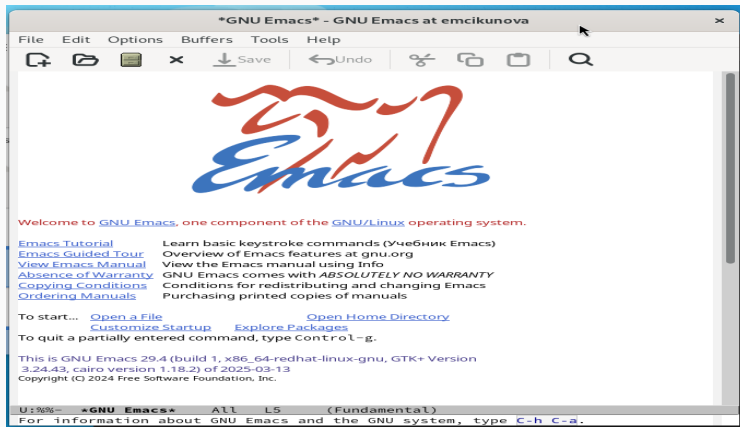 *GNU Emacs* - GNU Emacs at emcikunova
File Edit Options Buffers Tools Help
Save Undo
Emacs
Welcome to GNU Emacs, one component of the GNU/Linux operating system.
Emacs Tutorial Learn basic keystroke commands (Учебник Emacs)
Emacs Guided Tour Overview of Emacs features at gnu.org
View Emacs Manual View the Emacs manual using Info
Absence of Warranty GNU Emacs comes with ABSOLUTELY NO WARRANTY
Copying Conditions Conditions for redistributing and changing Emacs
Ordering Manuals Purchasing printed copies of manuals
To start... Open a File Open Home Directory
Customize Startup Explore Packages
To quit a partially entered command, type Control-g.
This is GNU Emacs 29.4 (build 1, x86_64-redhat-linux-gnu, GTK+ Version
3.24.43, cairo version 1.18.2) of 2025-03-13
Copyright (C) 2024 Free Software Foundation, Inc.
U:%%- *GNU Emacs* All L5 (Fundamental)
For information about GNU Emacs and the GNU system, type C-h C-a.